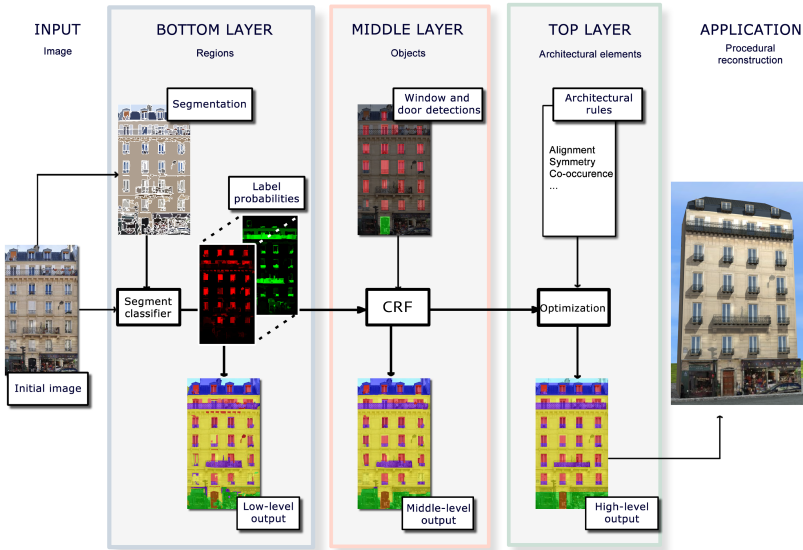 INPUT
Image
BOTTOM LAYER
Regions
MIDDLE LAYER
Objects
TOP LAYER
Architectural elements
APPLICATION
Procedural
reconstruction
Segmentation
Label
probabilities
Segment
classifier
Initial image
Low-level
output
Window and
door detections
CRF
Middle-level
output
Architectural
rules
Alignment
Symmetry
Co-occurence
...
Optimization
High-level
output